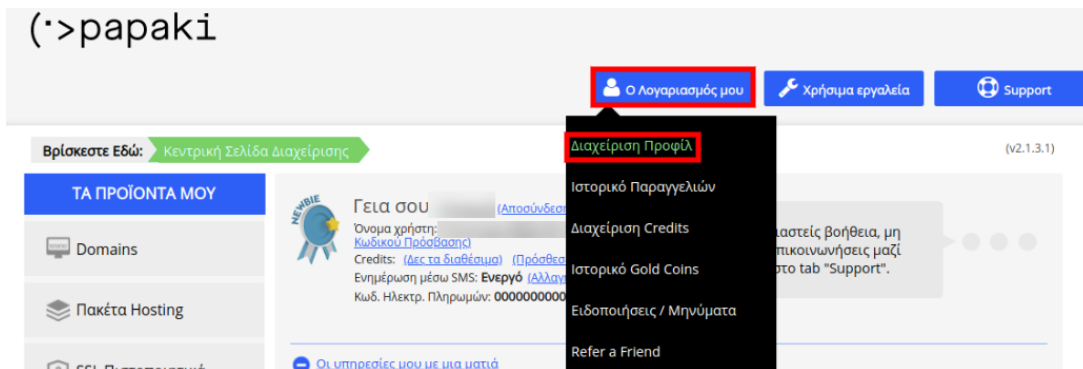 (·>papaki
Ο Λογαριασμός μου
Χρήσιμα εργαλεία
Support
Βρίσκεστε Εδώ:
Κεντρική Σελίδα Διαχείρισης
(v2.1.3.1)
Διαχείριση Προφίλ
Ιστορικό Παραγγελιών
Διαχείριση Credits
Ιστορικό Gold Coins
Ειδοποιήσεις / Μηνύματα
Refer a Friend
ΤΑ ΠΡΟΪΟΝΤΑ ΜΟΥ
Domains
Πακέτα Hosting
NEWBIE
Γεια σου
Όνομα χρήστη:
Κωδικού Πρόσβασης)
Credits: (Δες τα διαθέσιμα)
Ενημέρωση μέσω SMS: Ενεργό
Κωδ. Ηλεκτρ. Πληρωμών: 0000000000
βοήθεια, μη
μαζί
στο tab "Support".
Οι υπηρεσίες μου με μια ματιά